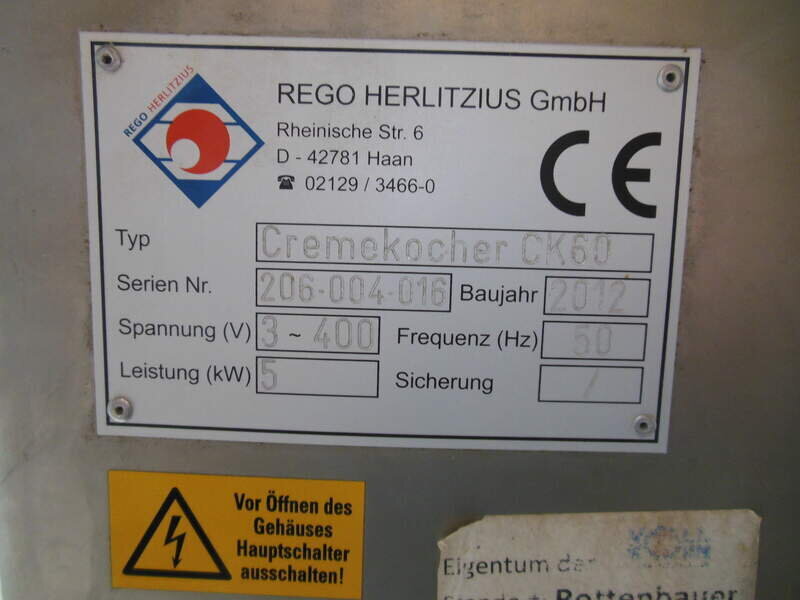 REGO HERLITZIUS
REGO HERLITZIUS GmbH
Rheinische Str. 6
D - 42781 Haan
☎ 02129 / 3466-0
CE
Typ Cremekocher CK60
Serien Nr. 206-004-016 Baujahr 2012
Spannung (V) 3~400 Frequenz (Hz) 50
Leistung (kW) 5 Sicherung /
Vor Öffnen des
Gehäuses
Hauptschalter
ausschalten!
Eigentum der
Rottenbauer